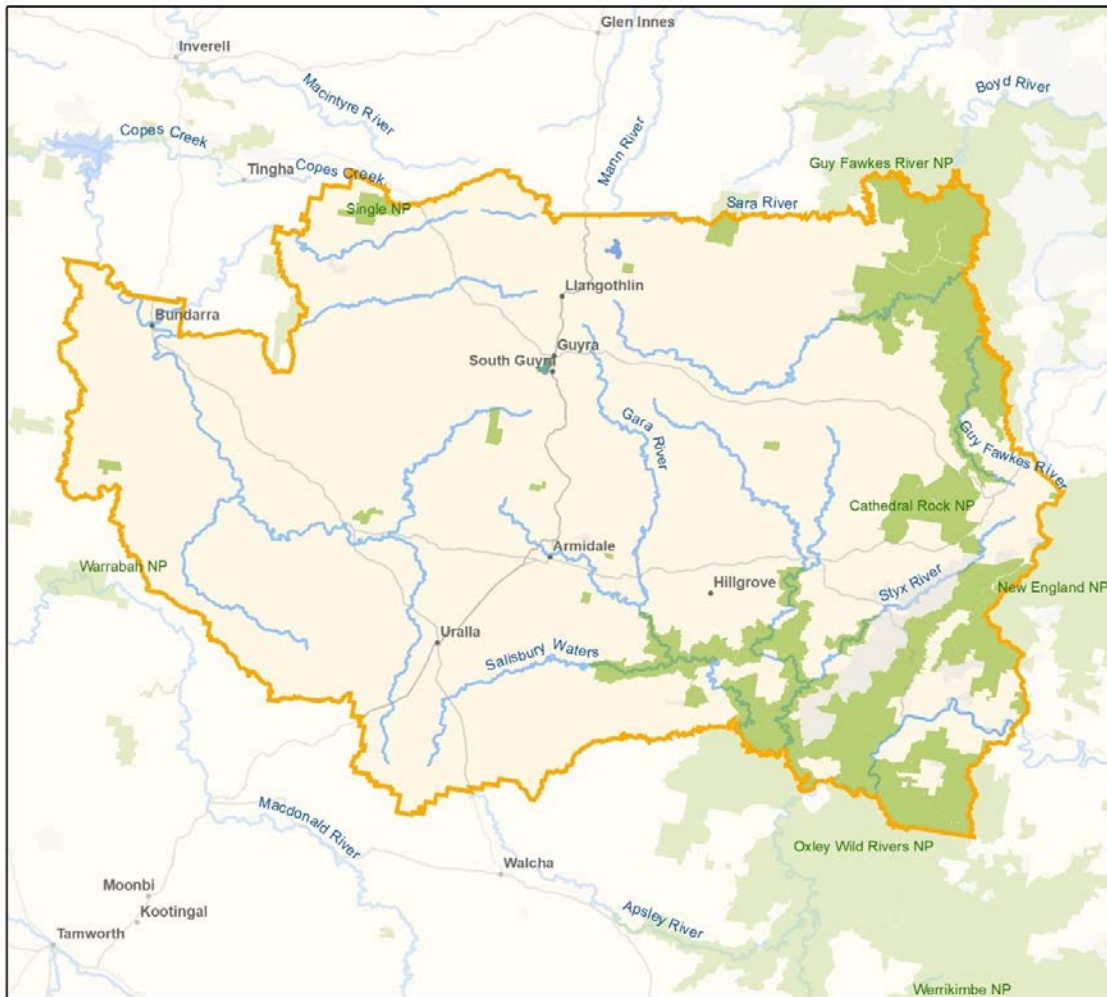 Glen Innes
Inverell
Macintyre River
Boyd River
Copes Creek
Mann River
Guy Fawkes River NP
Tingha
Copes Creek
Single NP
Sara River
Llangothlin
Bundarra
Guyra
South Guyra
Gara River
Guy Fawkes River
Cathedral Rock NP
Armidale
Warrabah NP
Hillgrove
Styx River
New England NP
Uralla
Salisbury Waters
Macdonald River
Oxley Wild Rivers NP
Walcha
Moonbi
Kootingal
Apsley River
Tamworth
Werrikimbe NP